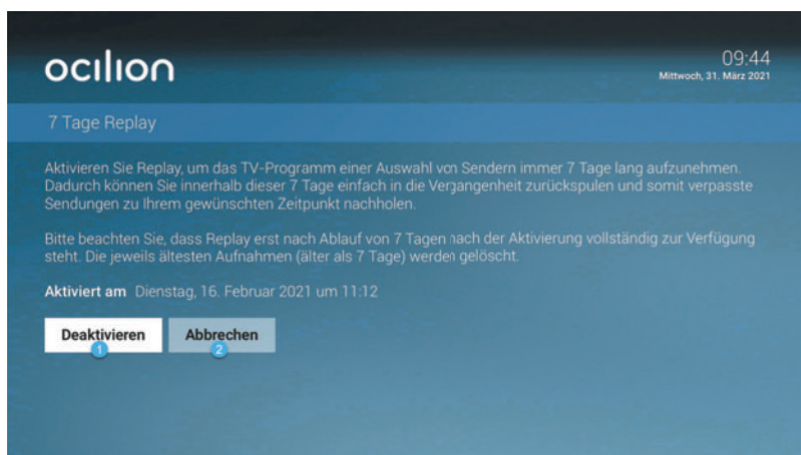 ocilion
09:44
Mittwoch, 31. März 2021
7 Tage Replay
Aktivieren Sie Replay, um das TV-Programm einer Auswahl von Sendern immer 7 Tage lang aufzunehmen.
Dadurch können Sie innerhalb dieser 7 Tage einfach in die Vergangenheit zurückspulen und somit verpasste
Sendungen zu Ihrem gewünschten Zeitpunkt nachholen.
Bitte beachten Sie, dass Replay erst nach Ablauf von 7 Tagen nach der Aktivierung vollständig zur Verfügung
steht. Die jeweils ältesten Aufnahmen (älter als 7 Tage) werden gelöscht.
Aktiviert am Dienstag, 16. Februar 2021 um 11:12
Deaktivieren Abbrechen
1 2